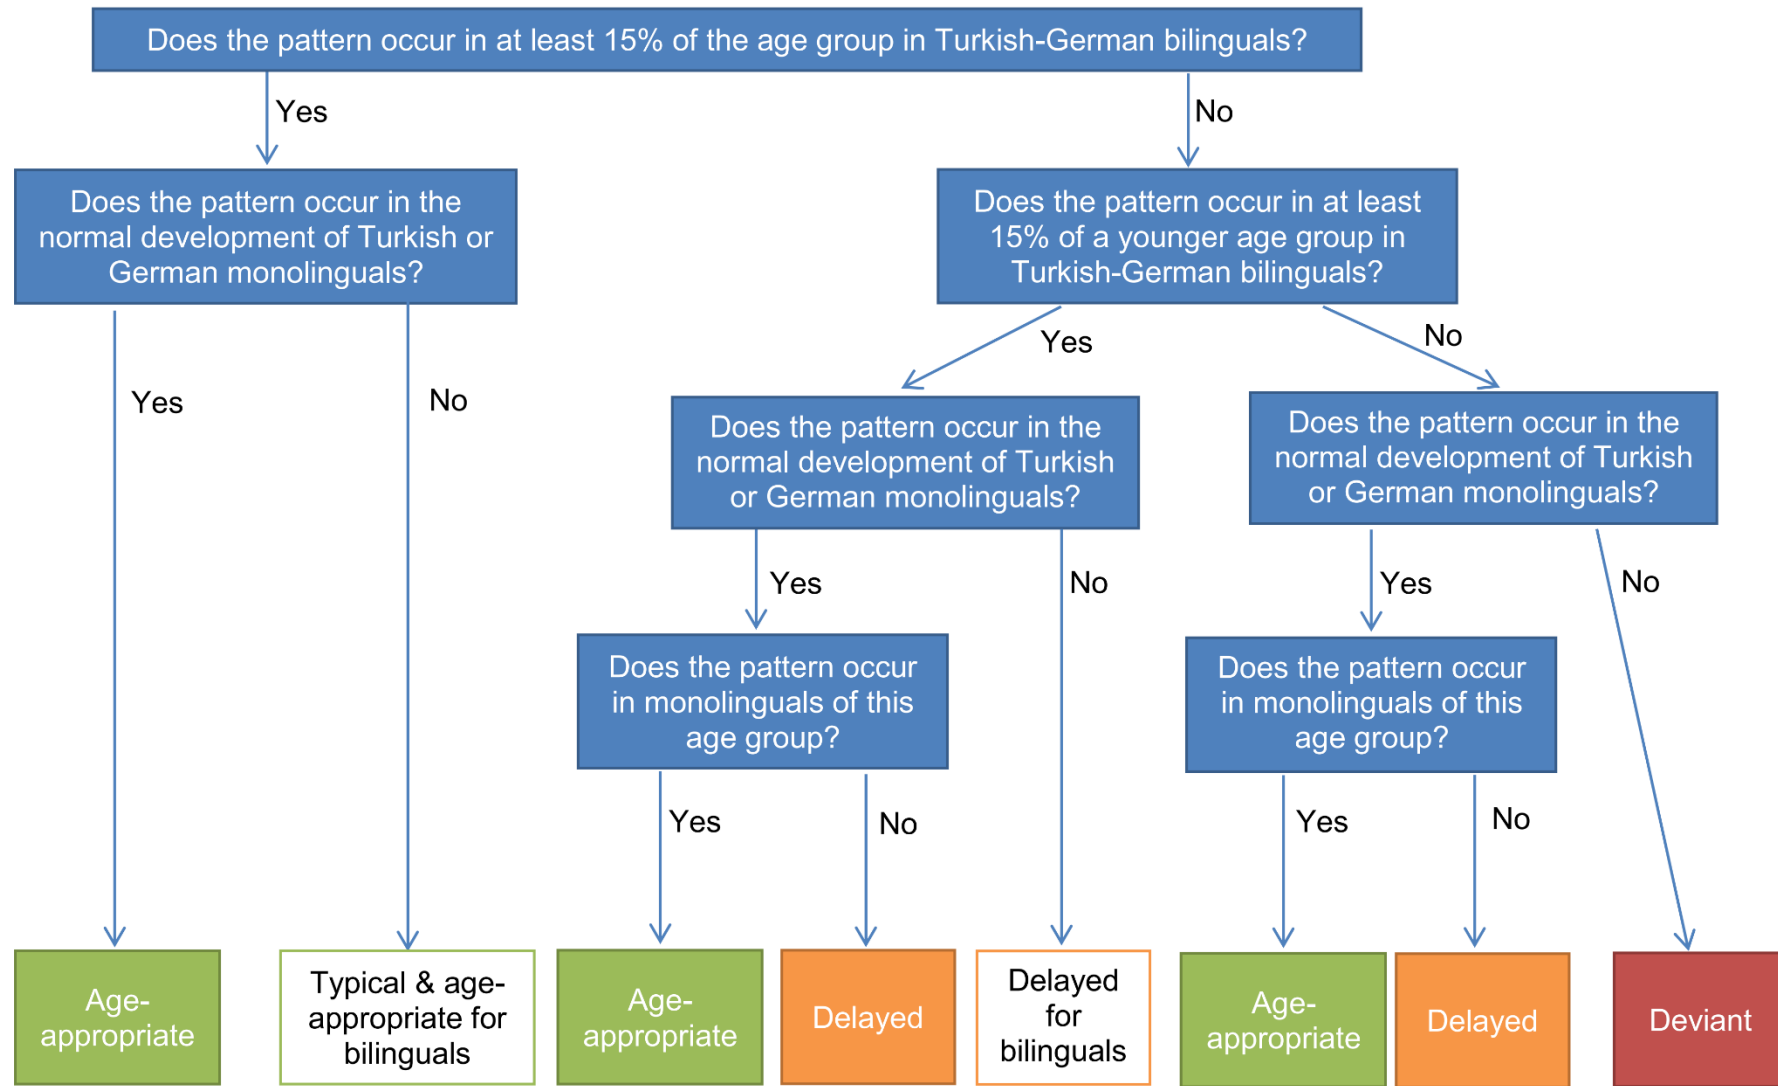 Does the pattern occur in at least 15% of the age group in Turkish-German bilinguals?
Yes
No
Does the pattern occur in the
normal development of Turkish or
German monolinguals?
Does the pattern occur in at least
15% of a younger age group in
Turkish-German bilinguals?
Yes
No
Yes
No
Does the pattern occur in the
normal development of Turkish
or German monolinguals?
Does the pattern occur in the
normal development of Turkish
or German monolinguals?
Yes
No
Yes
No
Does the pattern occur
in monolinguals of this
age group?
Does the pattern occur
in monolinguals of this
age group?
Yes
No
Yes
No
Age-
appropriate
Typical & age-
appropriate for
bilinguals
Age-
appropriate
Delayed
Delayed
for
bilinguals
Age-
appropriate
Delayed
Deviant